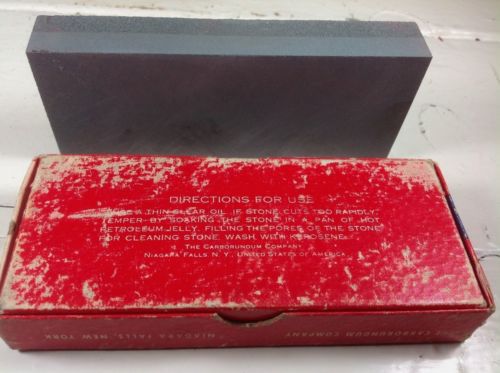 DIRECTIONS FOR USE
USE A THIN CLEAR OIL. IF STONE CUTS TOO RAPIDLY,
TEMPER BY SOAKING THE STONE IN A PAN OF HOT
PETROLEUM JELLY, FILLING THE PORES OF THE STONE
FOR CLEANING STONE, WASH WITH KEROSENE.
THE CARBORUNDUM COMPANY
NIAGARA FALLS, N. Y., UNITED STATES OF AMERICA
CARBORUNDUM COMPANY
NIAGARA FALLS, NEW YORK